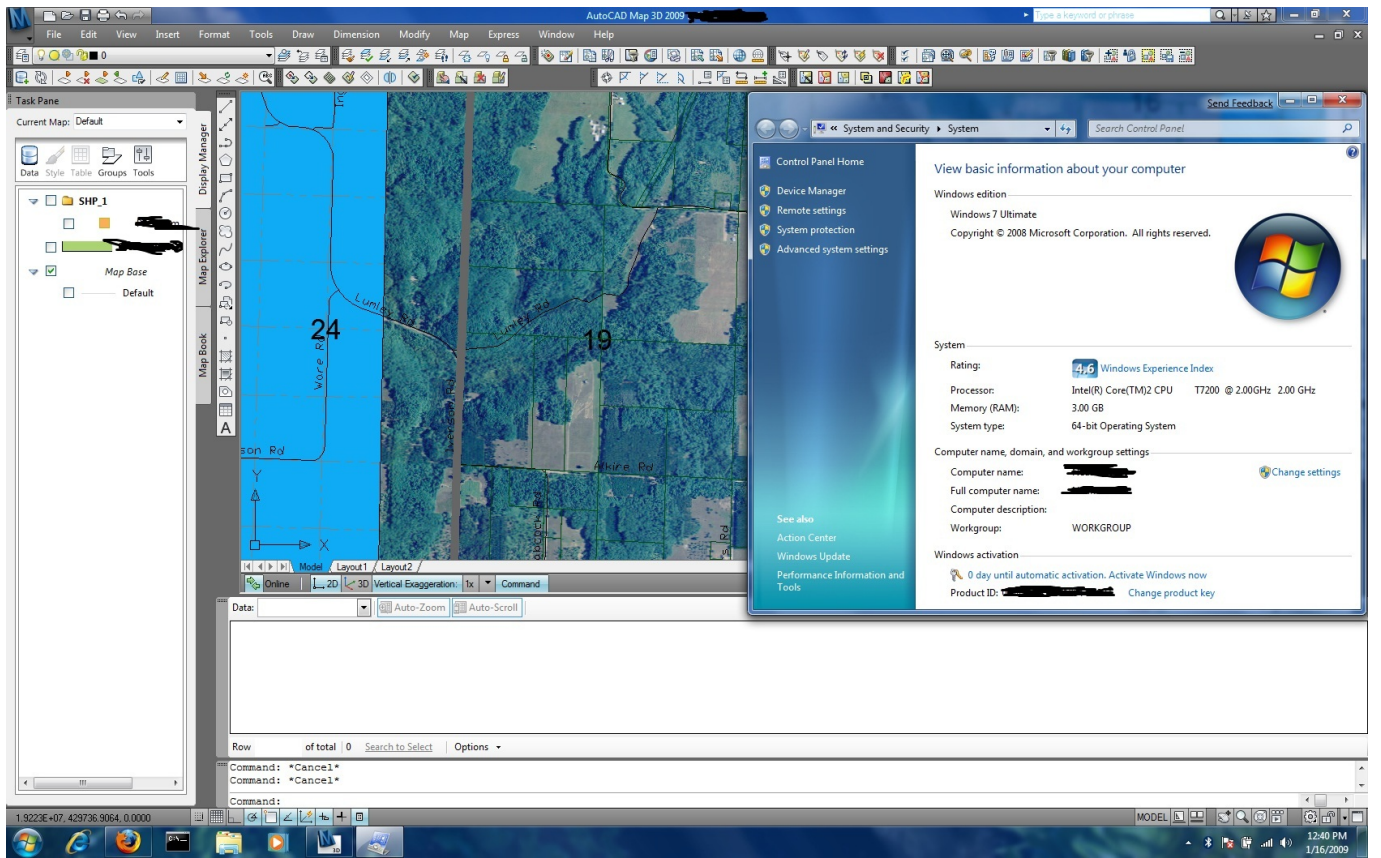 AutoCAD Map 3D 2009
Type a keyword or phrase
File Edit View Insert Format Tools Draw Dimension Modify Map Express Window Help
0
Task Pane
Current Map: Default
Data Style Table Groups Tools
Display Manager
Map Explorer
Map Book
SHP_1
Map Base
Default
A
Lumley Rd
24
Wore Rd
son Rd
Y
X
19
Alkire Rd
s Rd
Model Layout1 Layout2
Online 2D 3D Vertical Exaggeration: 1x Command
Data: Auto-Zoom Auto-Scroll
Row of total 0 Search to Select Options
Command: *Cancel*
Command: *Cancel*
Command:
1.9223E+07, 429736.9064, 0.0000
MODEL
Send Feedback
« System and Security System
Search Control Panel
Control Panel Home
Device Manager
Remote settings
System protection
Advanced system settings
See also
Action Center
Windows Update
Performance Information and
Tools
View basic information about your computer
Windows edition
Windows 7 Ultimate
Copyright © 2008 Microsoft Corporation. All rights reserved.
System
Rating: 4,6 Windows Experience Index
Processor: Intel(R) Core(TM)2 CPU T7200 @ 2.00GHz 2.00 GHz
Memory (RAM): 3.00 GB
System type: 64-bit Operating System
Computer name, domain, and workgroup settings
Computer name:
Change settings
Full computer name:
Computer description:
Workgroup: WORKGROUP
Windows activation
0 day until automatic activation. Activate Windows now
Product ID:
Change product key
12:40 PM
1/16/2009